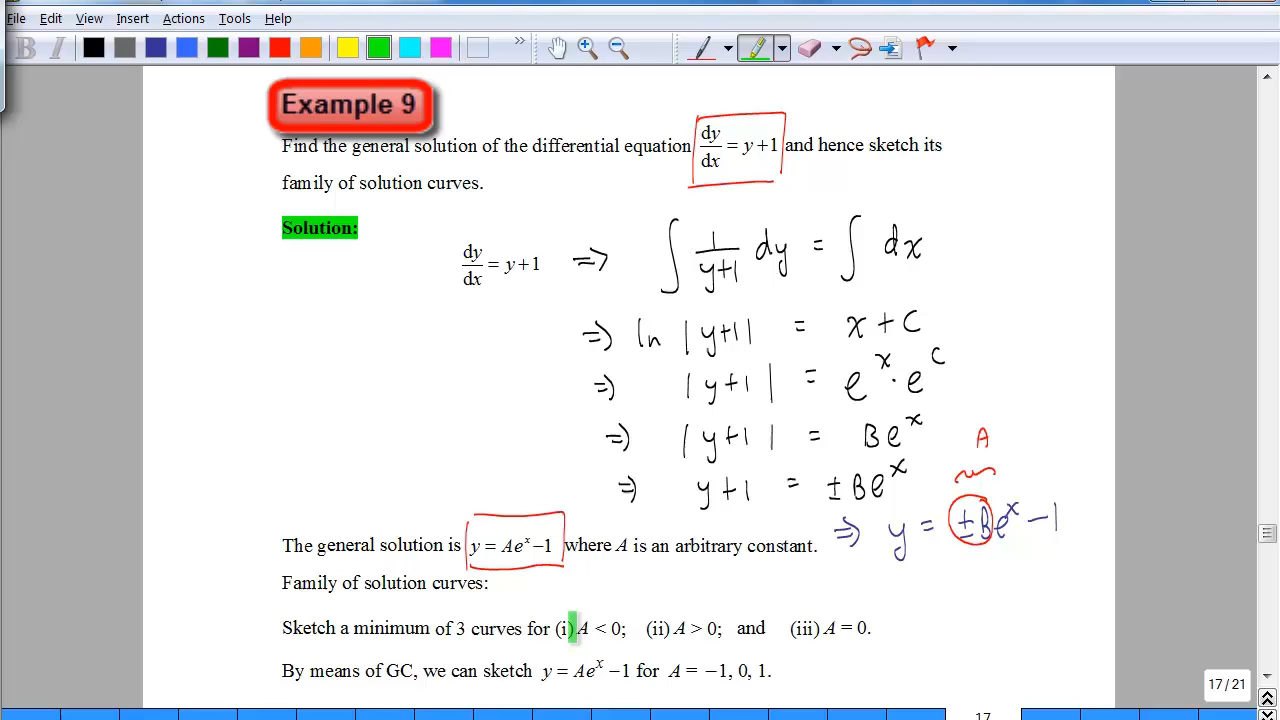 File Edit View Insert Actions Tools Help
B I
Example 9
Find the general solution of the differential equation dy/dx = y+1 and hence sketch its
family of solution curves.
Solution:
dy/dx = y+1 => ∫ 1/(y+1) dy = ∫ dx
=> ln |y+1| = x + C
=> |y+1| = e^x · e^C
=> |y+1| = Be^x
A
=> y+1 = ±Be^x
=> y = ±Be^x − 1
The general solution is y = Ae^x −1 where A is an arbitrary constant.
Family of solution curves:
Sketch a minimum of 3 curves for (i) A < 0; (ii) A > 0; and (iii) A = 0.
By means of GC, we can sketch y = Ae^x −1 for A = −1, 0, 1.
17/21
17